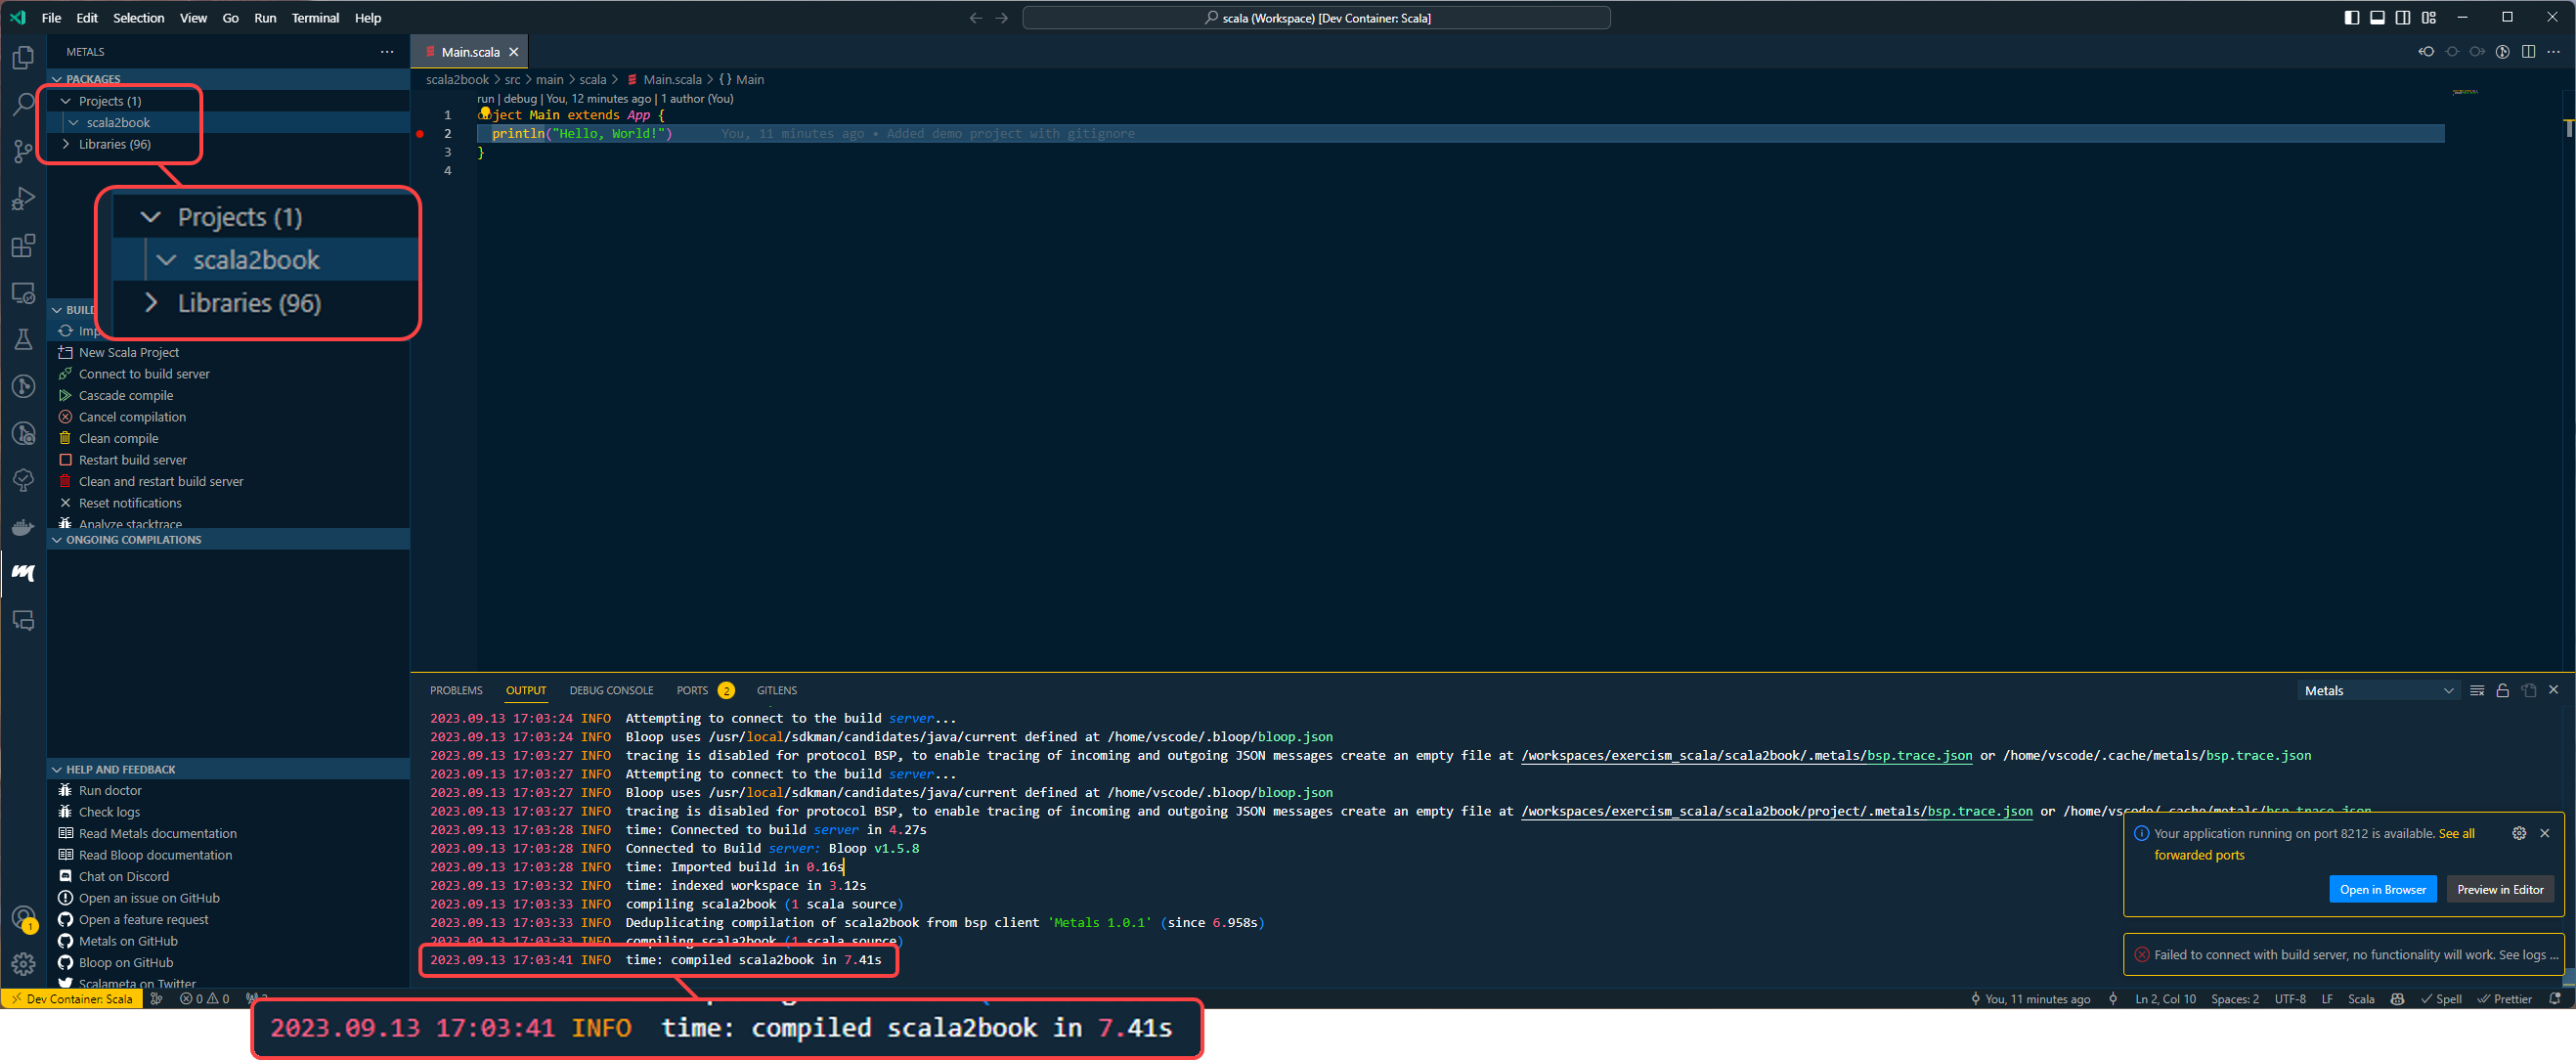 File Edit Selection View Go Run Terminal Help
scala (Workspace) [Dev Container: Scala]
METALS
PACKAGES
Projects (1)
scala2book
Libraries (96)
Projects (1)
scala2book
Libraries (96)
BUILD
Imp
New Scala Project
Connect to build server
Cascade compile
Cancel compilation
Clean compile
Restart build server
Clean and restart build server
Reset notifications
Analyze stacktrace
ONGOING COMPILATIONS
HELP AND FEEDBACK
Run doctor
Check logs
Read Metals documentation
Read Bloop documentation
Chat on Discord
Open an issue on GitHub
Open a feature request
Metals on GitHub
Bloop on GitHub
Scalameta on Twitter
Main.scala
scala2book > src > main > scala > Main.scala > {} Main
run | debug | You, 12 minutes ago | 1 author (You)
1 object Main extends App {
2 println("Hello, World!") You, 11 minutes ago • Added demo project with gitignore
3 }
4
PROBLEMS OUTPUT DEBUG CONSOLE PORTS 2 GITLENS
Metals
2023.09.13 17:03:24 INFO Attempting to connect to the build server...
2023.09.13 17:03:24 INFO Bloop uses /usr/local/sdkman/candidates/java/current defined at /home/vscode/.bloop/bloop.json
2023.09.13 17:03:27 INFO tracing is disabled for protocol BSP, to enable tracing of incoming and outgoing JSON messages create an empty file at /workspaces/exercism_scala/scala2book/.metals/bsp.trace.json or /home/vscode/.cache/metals/bsp.trace.json
2023.09.13 17:03:27 INFO Attempting to connect to the build server...
2023.09.13 17:03:27 INFO Bloop uses /usr/local/sdkman/candidates/java/current defined at /home/vscode/.bloop/bloop.json
2023.09.13 17:03:27 INFO tracing is disabled for protocol BSP, to enable tracing of incoming and outgoing JSON messages create an empty file at /workspaces/exercism_scala/scala2book/project/.metals/bsp.trace.json or /home/vscode/.cache/metals/bsp.trace.json
2023.09.13 17:03:28 INFO time: Connected to build server in 4.27s
2023.09.13 17:03:28 INFO Connected to Build server: Bloop v1.5.8
2023.09.13 17:03:28 INFO time: Imported build in 0.16s
2023.09.13 17:03:32 INFO time: indexed workspace in 3.12s
2023.09.13 17:03:33 INFO compiling scala2book (1 scala source)
2023.09.13 17:03:33 INFO Deduplicating compilation of scala2book from bsp client 'Metals 1.0.1' (since 6.958s)
2023.09.13 17:03:33 INFO compiling scala2book (1 scala source)
2023.09.13 17:03:41 INFO time: compiled scala2book in 7.41s
Your application running on port 8212 is available. See all
forwarded ports
Open in Browser Preview in Editor
Failed to connect with build server, no functionality will work. See logs ...
1
Dev Container: Scala 0 0 2
You, 11 minutes ago Ln 2, Col 10 Spaces: 2 UTF-8 LF Scala Spell Prettier
2023.09.13 17:03:41 INFO time: compiled scala2book in 7.41s